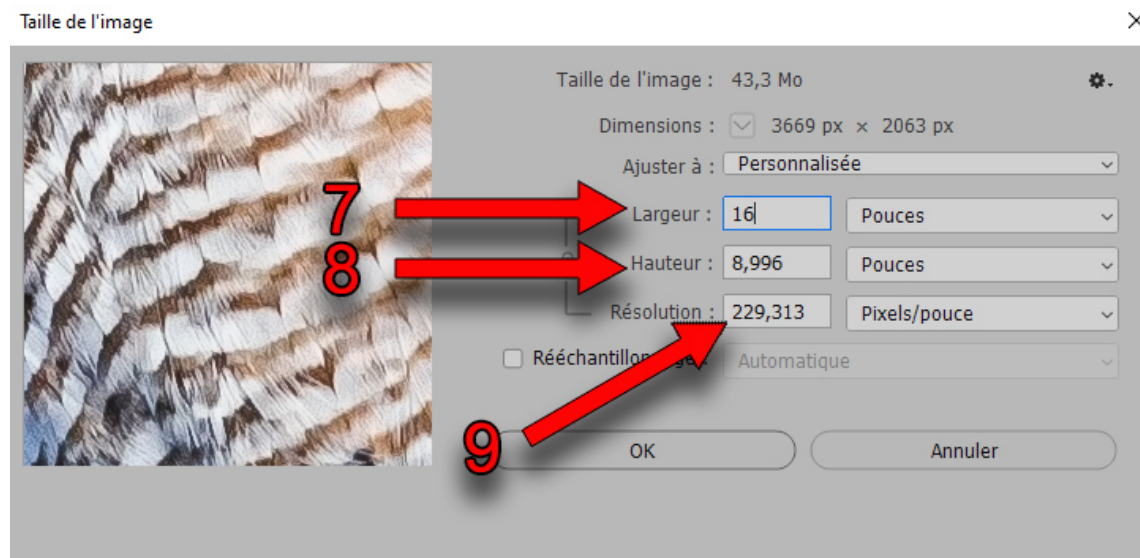 Taille de l'image
Taille de l'image : 43,3 Mo
Dimensions : 3669 px × 2063 px
Ajuster à : Personnalisée
7
Largeur : 16 Pouces
8
Hauteur : 8,996 Pouces
Résolution : 229,313 Pixels/pouce
Automatique
9
OK Annuler